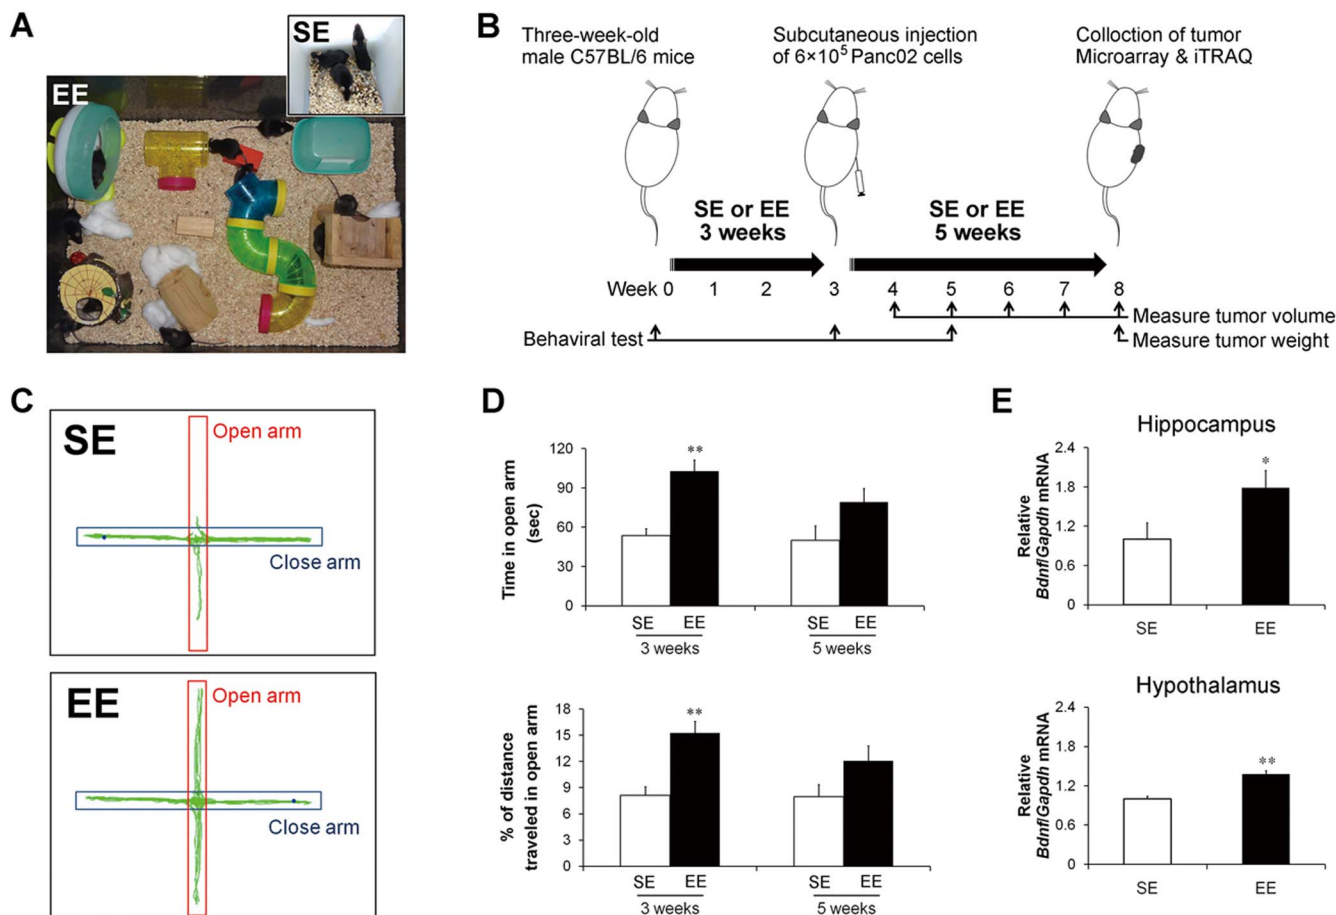 A
EE
SE
B
Three-week-old
male C57BL/6 mice
Subcutaneous injection
of 6×10⁵ Panc02 cells
Colloction of tumor
Microarray & iTRAQ
SE or EE
3 weeks
SE or EE
5 weeks
Week 0 1 2 3 4 5 6 7 8
Measure tumor volume
Behaviral test
Measure tumor weight
C
SE
Open arm
Close arm
EE
Open arm
Close arm
D
Time in open arm
(sec)
120
90
60
30
0
**
SE EE SE EE
3 weeks 5 weeks
% of distance
traveled in open arm
18
15
12
9
6
3
0
**
SE EE SE EE
3 weeks 5 weeks
E
Hippocampus
Relative
Bdnf/Gapdh mRNA
2.4
1.8
1.2
0.6
0
*
SE EE
Hypothalamus
Relative
Bdnf/Gapdh mRNA
2.4
1.8
1.2
0.6
0
**
SE EE